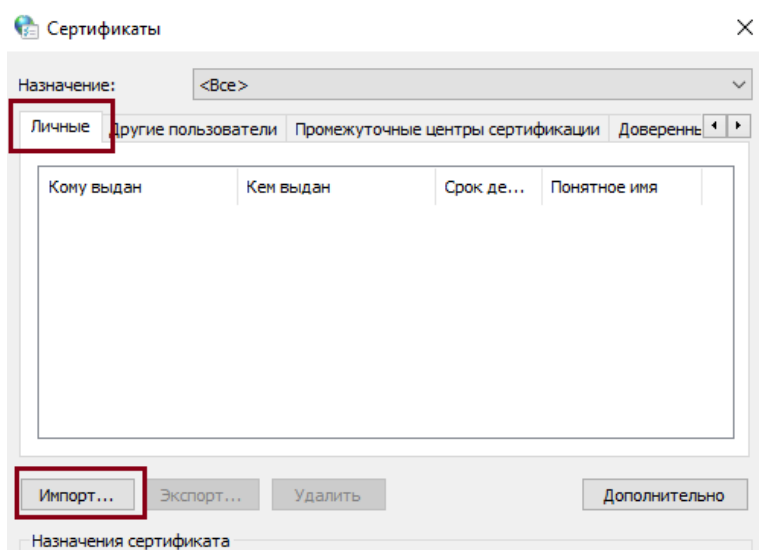 Сертификаты
Назначение: <Все>
Личные Другие пользователи Промежуточные центры сертификации Доверенны
Кому выдан Кем выдан Срок де... Понятное имя
Импорт... Экспорт... Удалить Дополнительно
Назначения сертификата